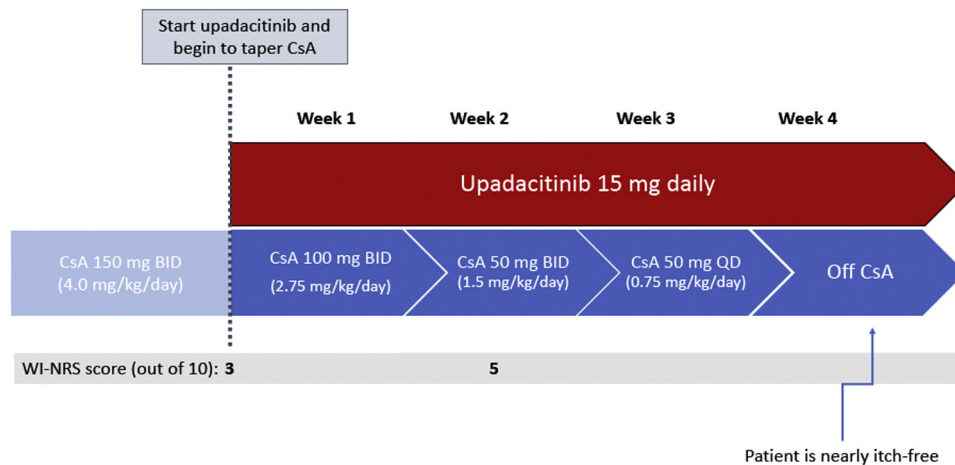 Start upadacitinib and
begin to taper CsA
Week 1
Week 2
Week 3
Week 4
Upadacitinib 15 mg daily
CsA 150 mg BID
(4.0 mg/kg/day)
CsA 100 mg BID
(2.75 mg/kg/day)
CsA 50 mg BID
(1.5 mg/kg/day)
CsA 50 mg QD
(0.75 mg/kg/day)
Off CsA
WI-NRS score (out of 10): 3
5
Patient is nearly itch-free